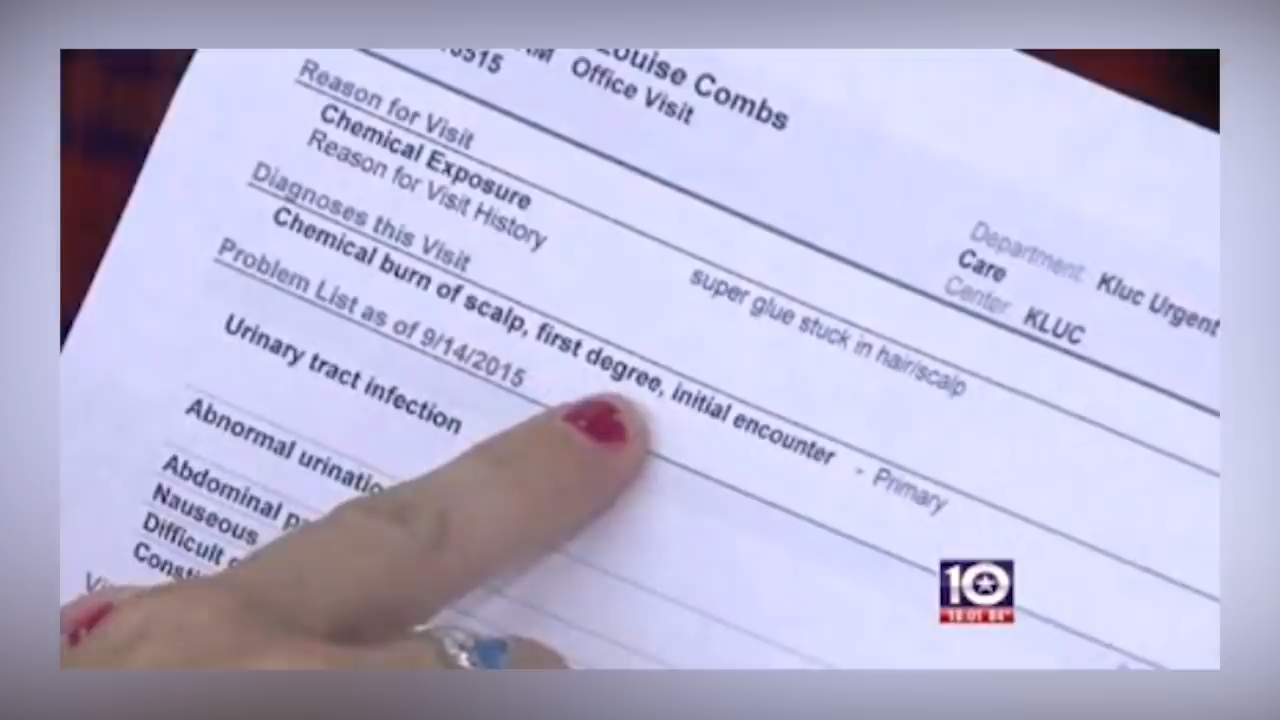 Louise Combs
Office Visit
Reason for Visit
Chemical Exposure
Reason for Visit History
super glue stuck in hair/scalp
Department Kluc Urgent
Care
Center KLUC
Diagnoses this Visit
Chemical burn of scalp, first degree, initial encounter - Primary
Problem List as of 9/14/2015
Urinary tract infection
Abnormal urinatio
Abdominal p
Nauseous
Difficult
Consti
10